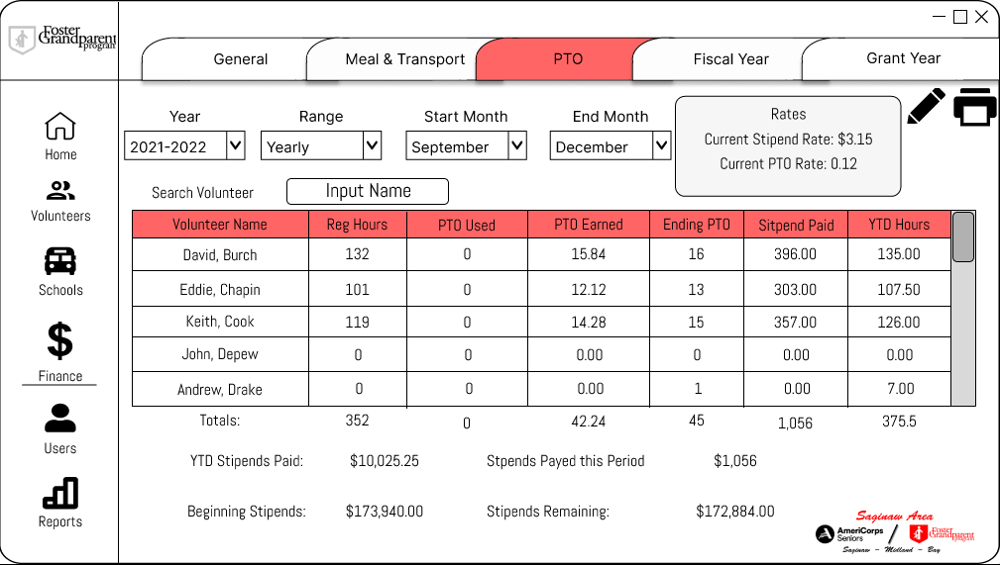 Foster
Grandparent
program
General Meal & Transport PTO Fiscal Year Grant Year
Year Range Start Month End Month
2021-2022 Yearly September December
Rates
Current Stipend Rate: $3.15
Current PTO Rate: 0.12
Home
Volunteers
Schools
Finance
Users
Reports
Search Volunteer Input Name
Volunteer Name Reg Hours PTO Used PTO Earned Ending PTO Sitpend Paid YTD Hours
David, Burch 132 0 15.84 16 396.00 135.00
Eddie, Chapin 101 0 12.12 13 303.00 107.50
Keith, Cook 119 0 14.28 15 357.00 126.00
John, Depew 0 0 0.00 0 0.00 0.00
Andrew, Drake 0 0 0.00 1 0.00 7.00
Totals: 352 0 42.24 45 1,056 375.5
YTD Stipends Paid: $10,025.25 Stpends Payed this Period $1,056
Beginning Stipends: $173,940.00 Stipends Remaining: $172,884.00
Saginaw Area
AmeriCorps
Seniors
/
Foster
Grandparent
program
Saginaw - Midland - Bay